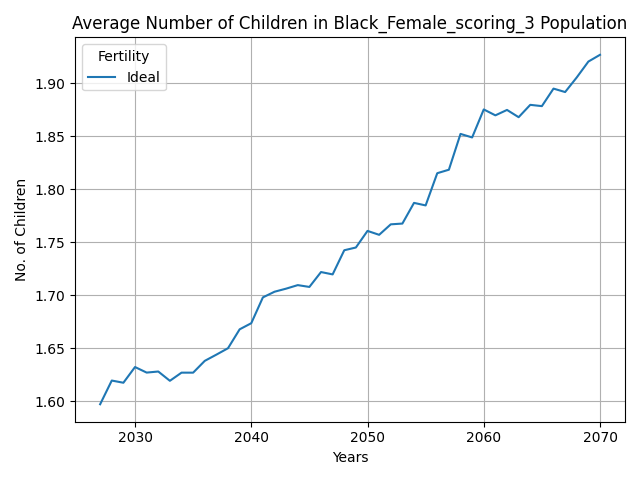 Average Number of Children in Black_Female_scoring_3 Population
Fertility
Ideal
No. of Children
1.90
1.85
1.80
1.75
1.70
1.65
1.60
2030 2040 2050 2060 2070
Years